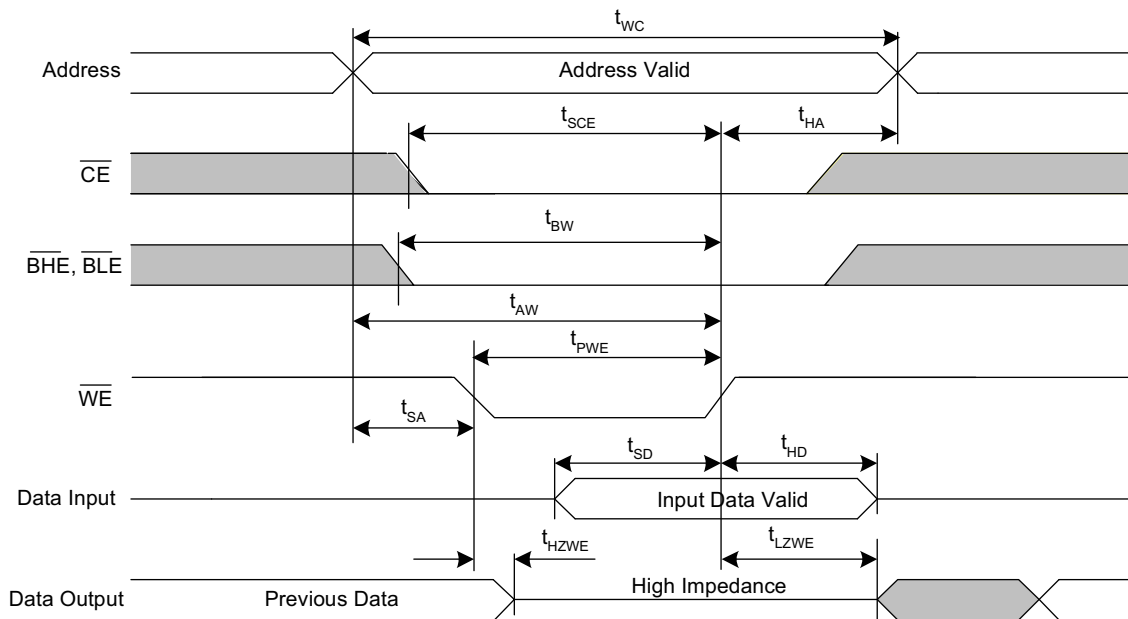 tWC
Address
Address Valid
tSCE
tHA
CE
tBW
BHE, BLE
tAW
tPWE
WE
tSA
tSD
tHD
Data Input
Input Data Valid
tHZWE
tLZWE
Data Output
Previous Data
High Impedance